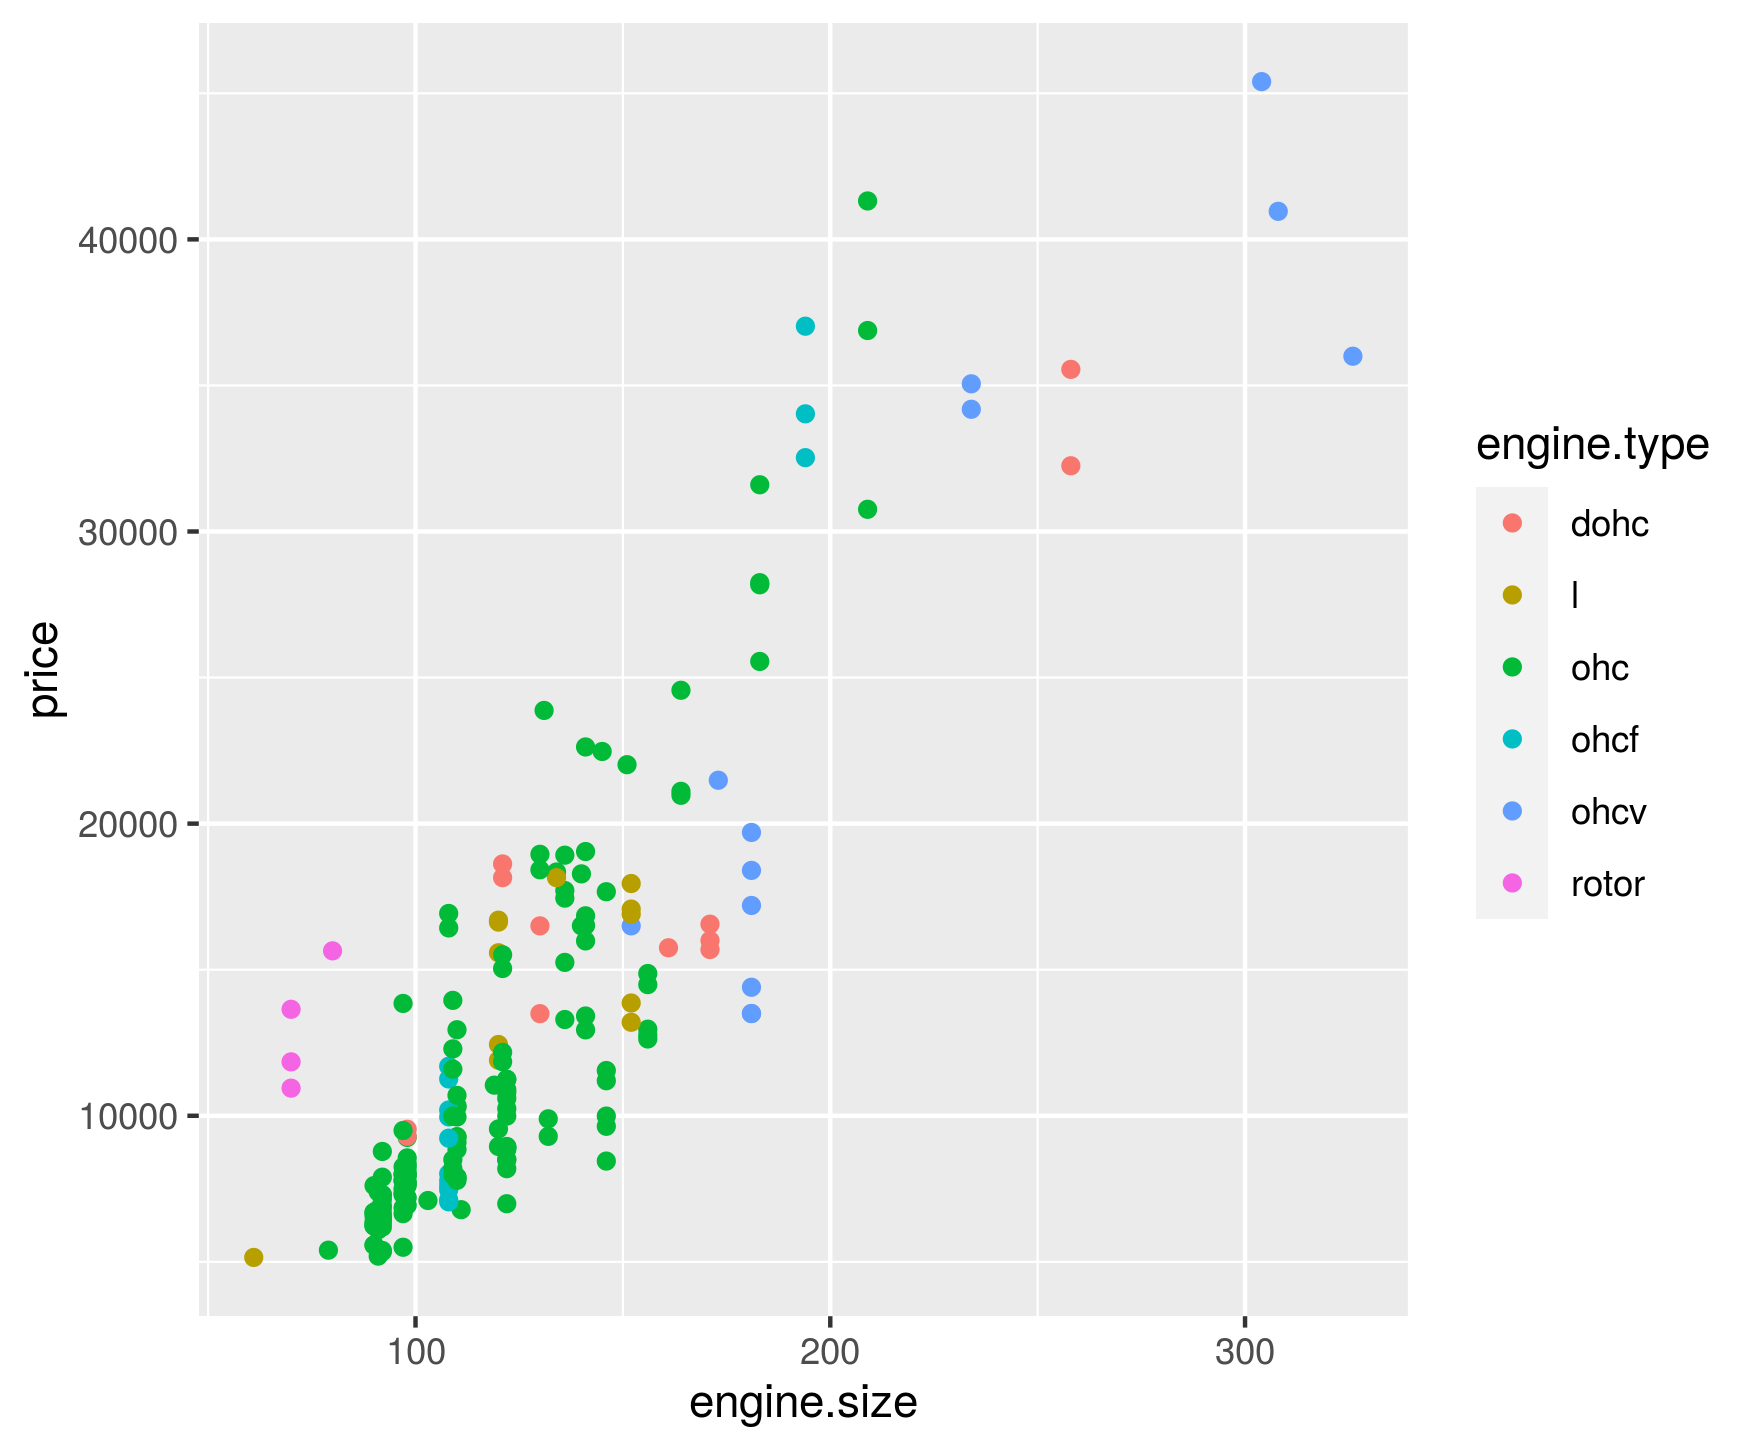 40000
30000
20000
10000
price
100
200
300
engine.size
engine.type
dohc
l
ohc
ohcf
ohcv
rotor